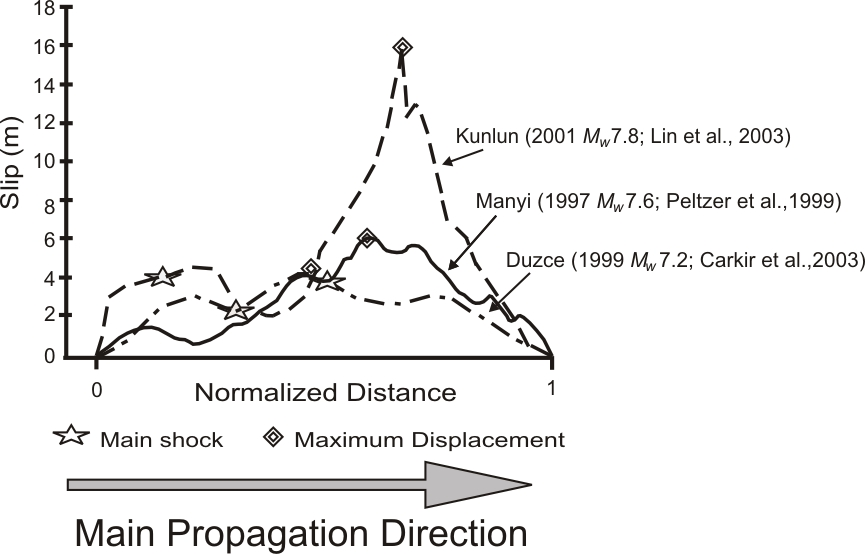 18
16
14
12
10
8
6
4
2
0
Slip (m)
Kunlun (2001 Mw7.8; Lin et al., 2003)
Manyi (1997 Mw7.6; Peltzer et al.,1999)
Duzce (1999 Mw7.2; Carkir et al.,2003)
0
Normalized Distance
1
Main shock
Maximum Displacement
Main Propagation Direction